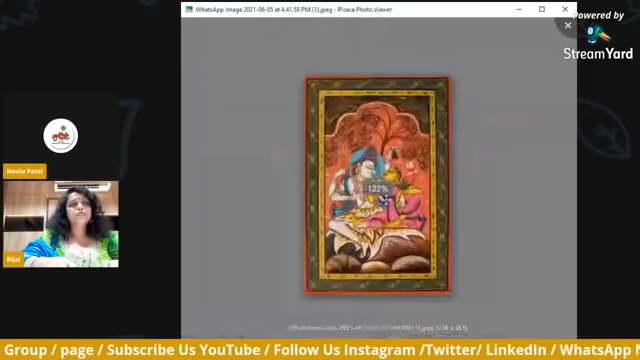 WhatsApp Image 2021-06-05 at 4.41.58 PM (1).jpeg - Picasa Photo Viewer
Powered by
StreamYard
Neelu Patel
122%
Bijal
Group / page / Subscribe Us YouTube / Follow Us Instagram /Twitter/ LinkedIn / WhatsApp